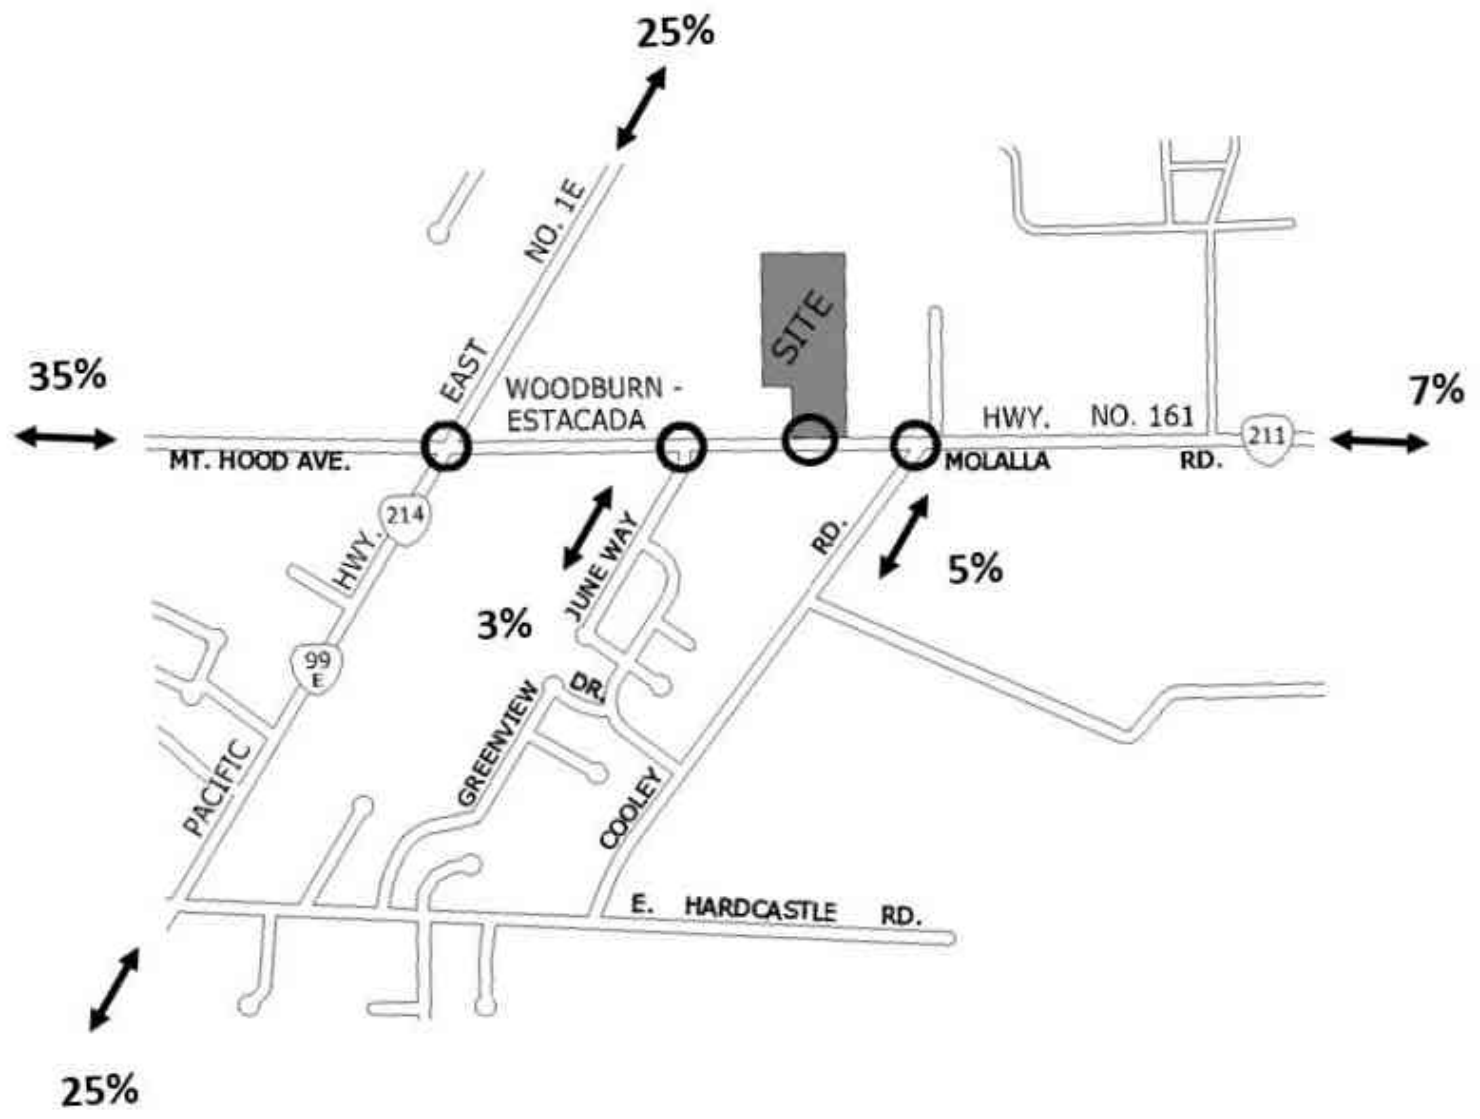 25%
NO. 1E
EAST
SITE
35%
WOODBURN -
ESTACADA
HWY. NO. 161
7%
211
MT. HOOD AVE.
MOLALLA RD.
214
HWY.
JUNE WAY
RD.
5%
3%
99
E
DR.
GREENVIEW
PACIFIC
COOLEY
E. HARDCASTLE RD.
25%